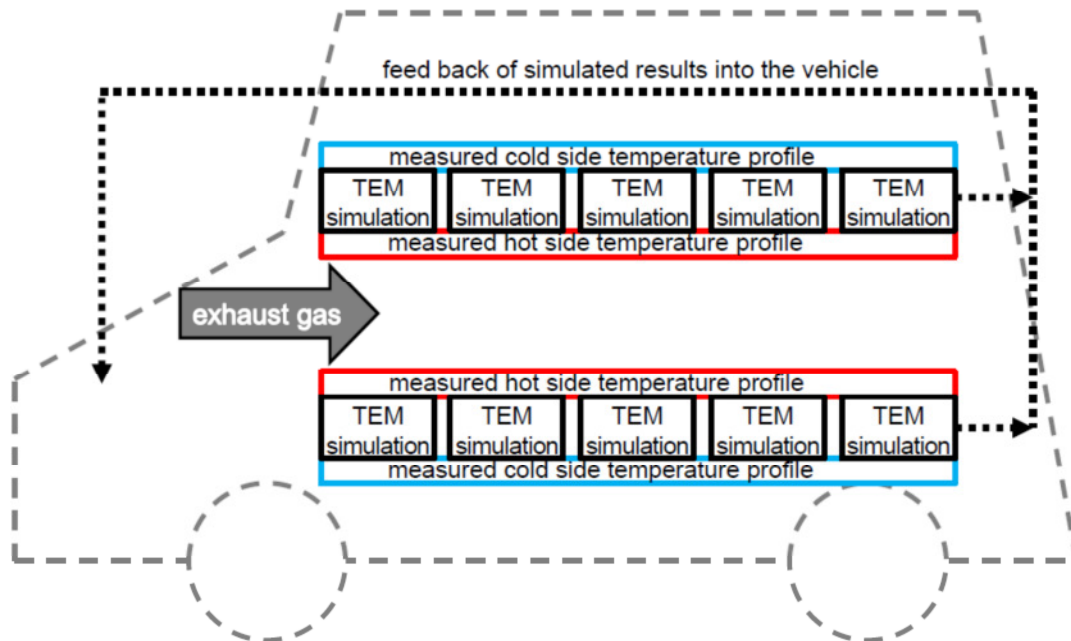 feed back of simulated results into the vehicle
measured cold side temperature profile
TEM TEM TEM TEM TEM
simulation simulation simulation simulation simulation
measured hot side temperature profile
exhaust gas
measured hot side temperature profile
TEM TEM TEM TEM TEM
simulation simulation simulation simulation simulation
measured cold side temperature profile